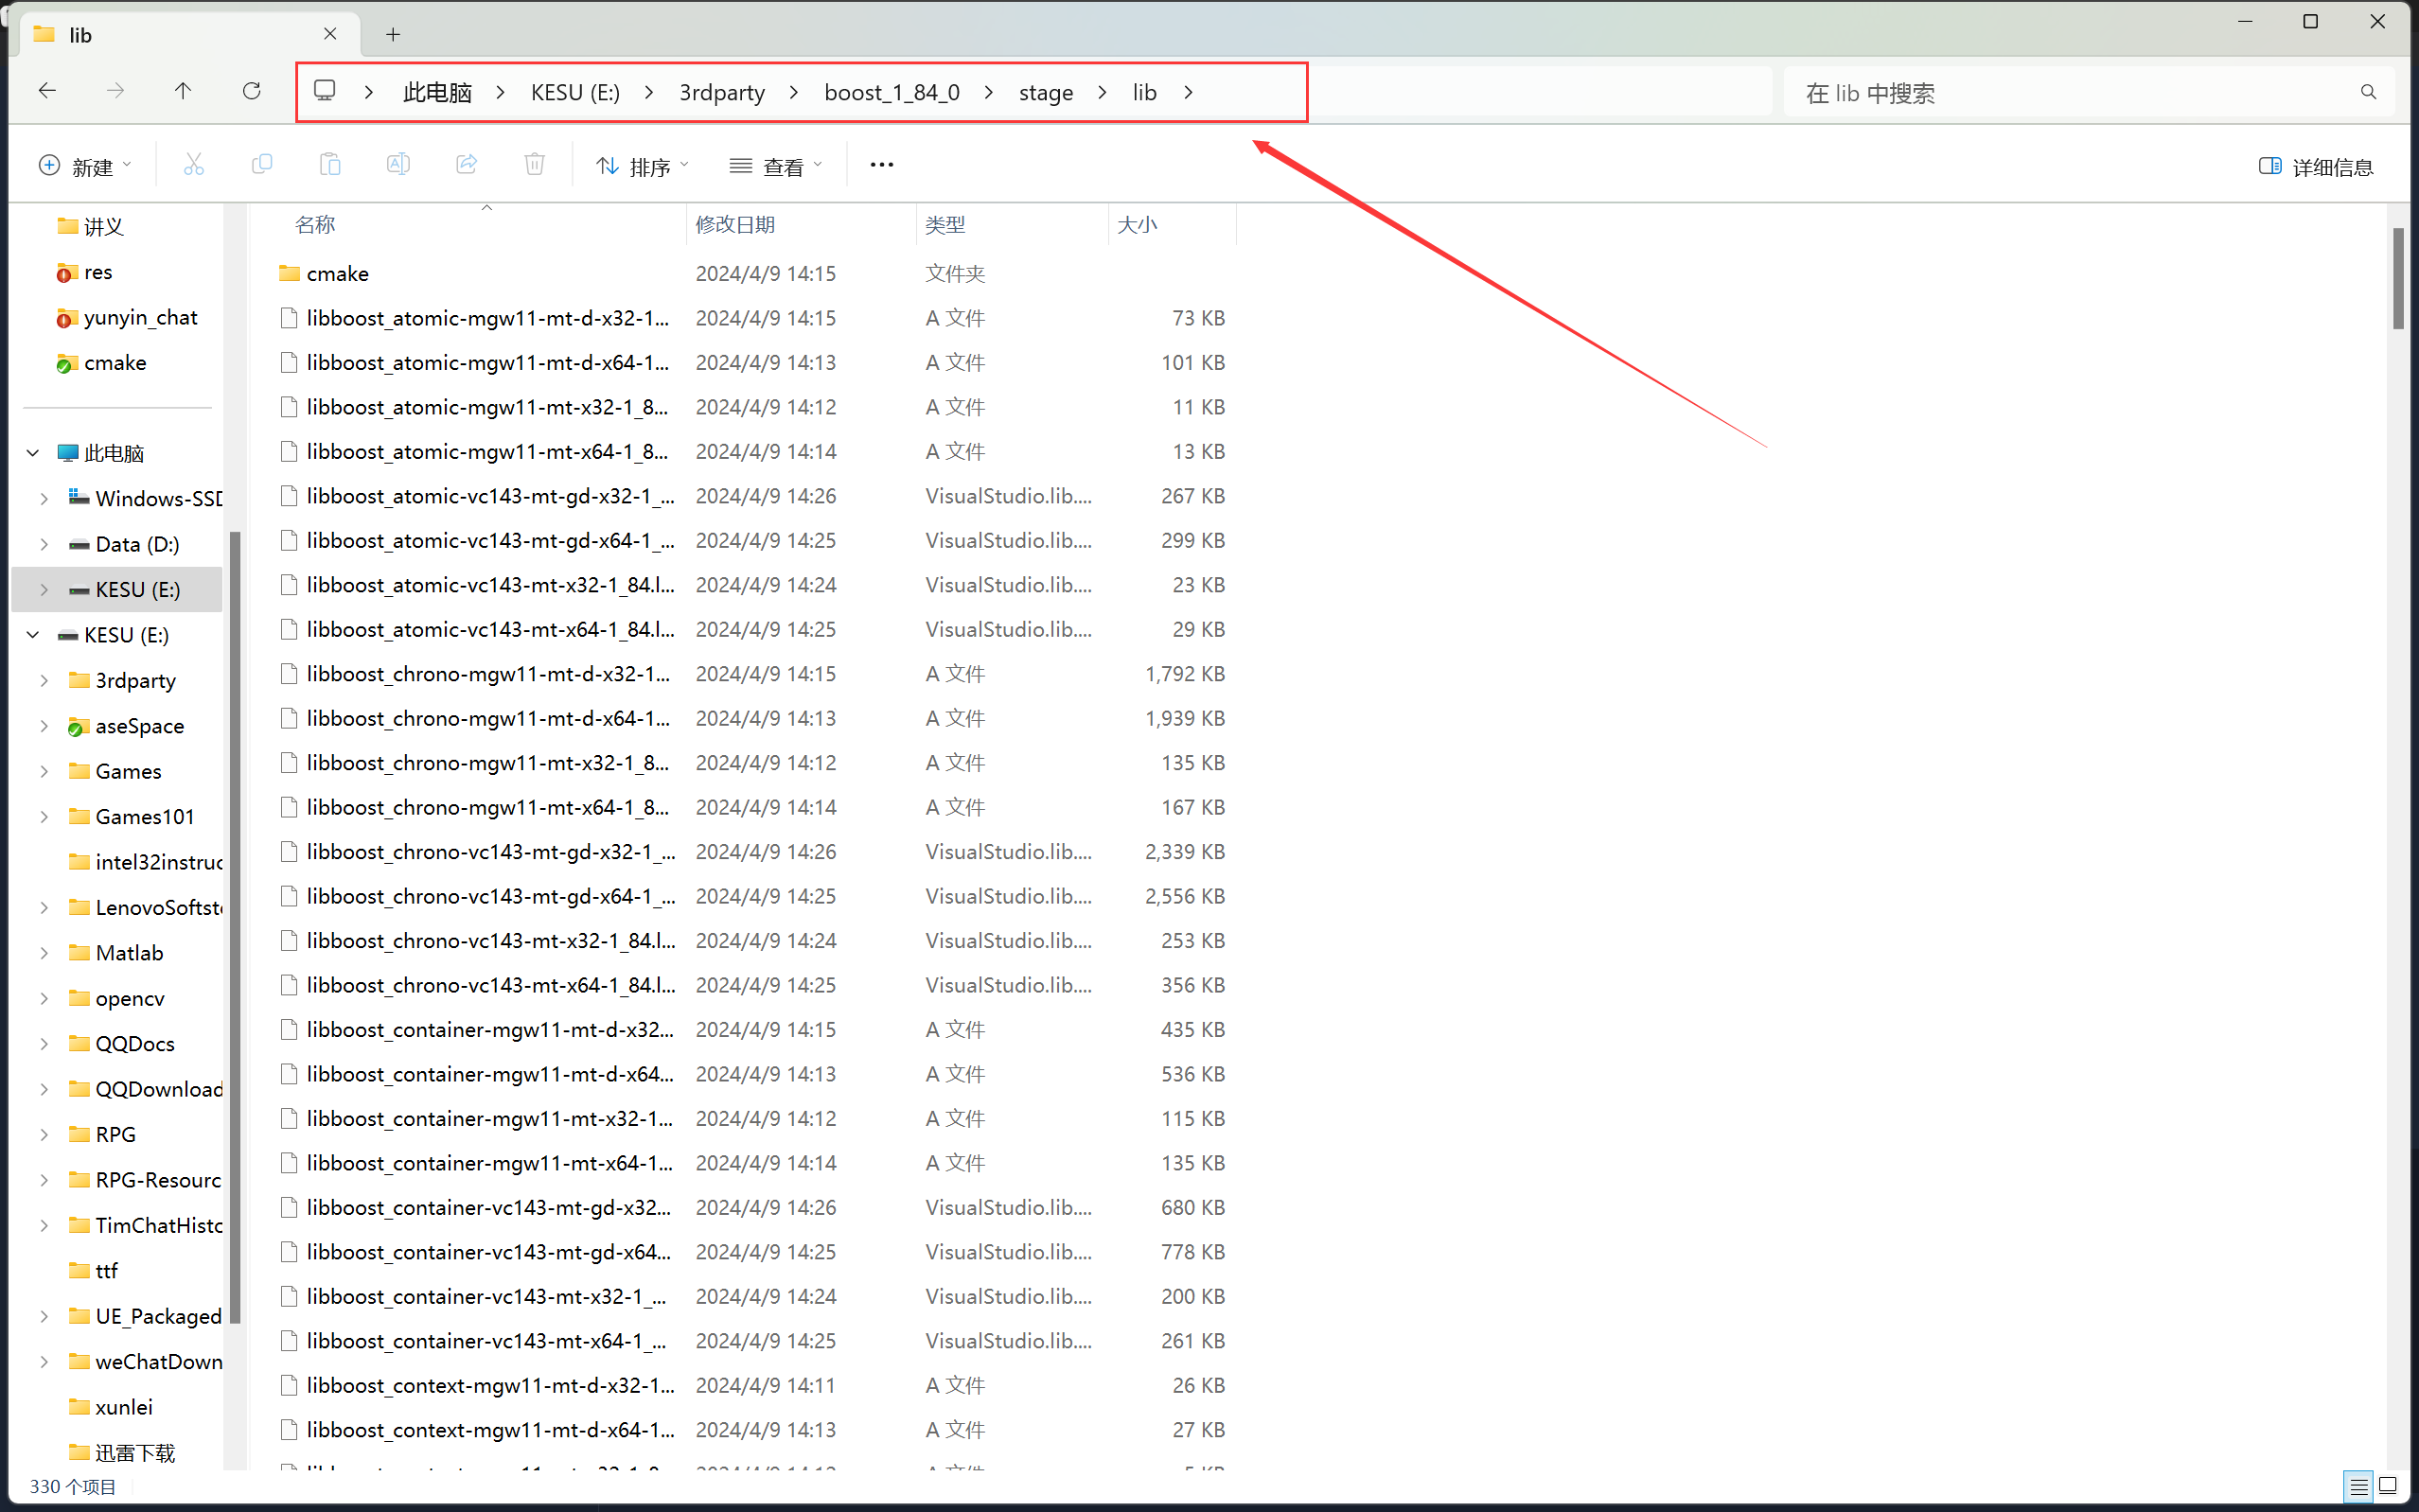 lib
此电脑 KESU (E:) 3rdparty boost_1_84_0 stage lib
在 lib 中搜索
新建 排序 查看 详细信息
讲义
res
yunyin_chat
cmake
此电脑
Windows-SSD
Data (D:)
KESU (E:)
KESU (E:)
3rdparty
aseSpace
Games
Games101
intel32instruc
LenovoSoftst
Matlab
opencv
QQDocs
QQDownload
RPG
RPG-Resourc
TimChatHisto
ttf
UE_Packaged
weChatDown
xunlei
迅雷下载
名称 修改日期 类型 大小
cmake 2024/4/9 14:15 文件夹
libboost_atomic-mgw11-mt-d-x32-1... 2024/4/9 14:15 A 文件 73 KB
libboost_atomic-mgw11-mt-d-x64-1... 2024/4/9 14:13 A 文件 101 KB
libboost_atomic-mgw11-mt-x32-1_8... 2024/4/9 14:12 A 文件 11 KB
libboost_atomic-mgw11-mt-x64-1_8... 2024/4/9 14:14 A 文件 13 KB
libboost_atomic-vc143-mt-gd-x32-1_... 2024/4/9 14:26 VisualStudio.lib.... 267 KB
libboost_atomic-vc143-mt-gd-x64-1_... 2024/4/9 14:25 VisualStudio.lib.... 299 KB
libboost_atomic-vc143-mt-x32-1_84.l... 2024/4/9 14:24 VisualStudio.lib.... 23 KB
libboost_atomic-vc143-mt-x64-1_84.l... 2024/4/9 14:25 VisualStudio.lib.... 29 KB
libboost_chrono-mgw11-mt-d-x32-1... 2024/4/9 14:15 A 文件 1,792 KB
libboost_chrono-mgw11-mt-d-x64-1... 2024/4/9 14:13 A 文件 1,939 KB
libboost_chrono-mgw11-mt-x32-1_8... 2024/4/9 14:12 A 文件 135 KB
libboost_chrono-mgw11-mt-x64-1_8... 2024/4/9 14:14 A 文件 167 KB
libboost_chrono-vc143-mt-gd-x32-1_... 2024/4/9 14:26 VisualStudio.lib.... 2,339 KB
libboost_chrono-vc143-mt-gd-x64-1_... 2024/4/9 14:25 VisualStudio.lib.... 2,556 KB
libboost_chrono-vc143-mt-x32-1_84.l... 2024/4/9 14:24 VisualStudio.lib.... 253 KB
libboost_chrono-vc143-mt-x64-1_84.l... 2024/4/9 14:25 VisualStudio.lib.... 356 KB
libboost_container-mgw11-mt-d-x32... 2024/4/9 14:15 A 文件 435 KB
libboost_container-mgw11-mt-d-x64... 2024/4/9 14:13 A 文件 536 KB
libboost_container-mgw11-mt-x32-1... 2024/4/9 14:12 A 文件 115 KB
libboost_container-mgw11-mt-x64-1... 2024/4/9 14:14 A 文件 135 KB
libboost_container-vc143-mt-gd-x32... 2024/4/9 14:26 VisualStudio.lib.... 680 KB
libboost_container-vc143-mt-gd-x64... 2024/4/9 14:25 VisualStudio.lib.... 778 KB
libboost_container-vc143-mt-x32-1_... 2024/4/9 14:24 VisualStudio.lib.... 200 KB
libboost_container-vc143-mt-x64-1_... 2024/4/9 14:25 VisualStudio.lib.... 261 KB
libboost_context-mgw11-mt-d-x32-1... 2024/4/9 14:11 A 文件 26 KB
libboost_context-mgw11-mt-d-x64-1... 2024/4/9 14:13 A 文件 27 KB
330 个项目